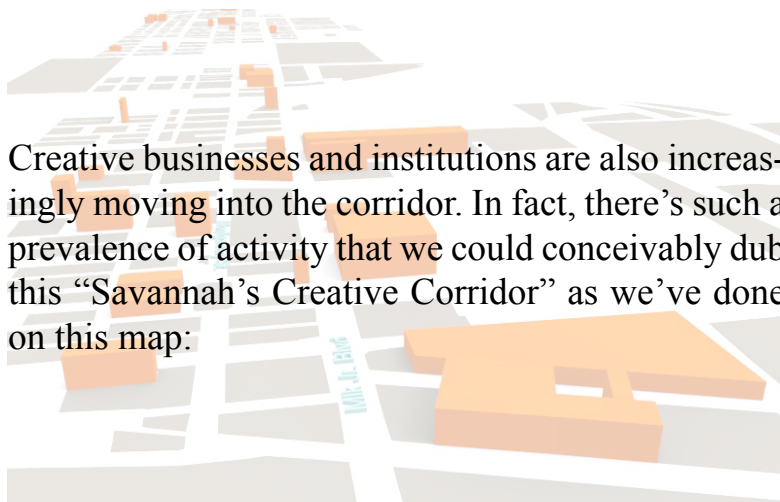 Creative businesses and institutions are also increas-
ingly moving into the corridor. In fact, there’s such a
prevalence of activity that we could conceivably dub
this “Savannah’s Creative Corridor” as we’ve done
on this map:
Mlk Jr. Blvd